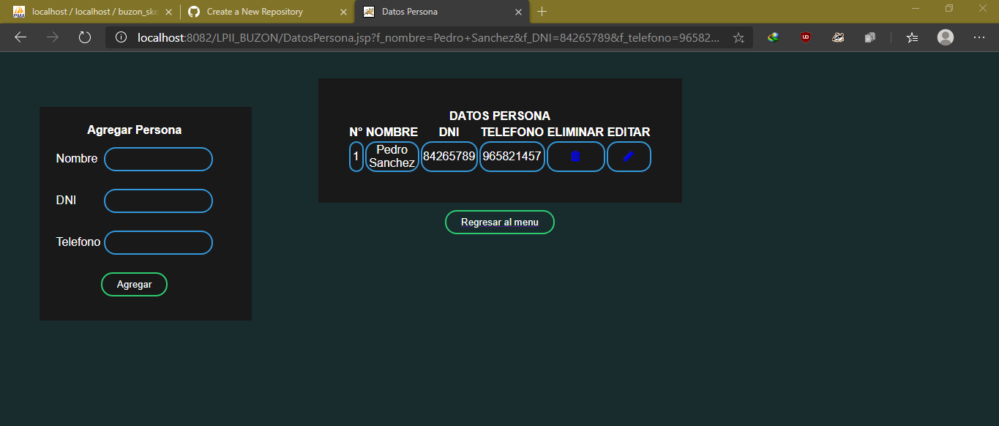 localhost / localhost / buzon_ske
Create a New Repository
Datos Persona
localhost:8082/LPII_BUZON/DatosPersona.jsp?f_nombre=Pedro+Sanchez&f_DNI=84265789&f_telefono=96582...
Agregar Persona
Nombre
DNI
Telefono
Agregar
DATOS PERSONA
Nº NOMBRE DNI TELEFONO ELIMINAR EDITAR
1 Pedro Sanchez 84265789 965821457
Regresar al menu